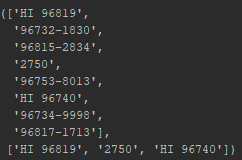 (['HI 96819',
'96732-1830',
'96815-2834',
'2750',
'96753-8013',
'HI 96740',
'96734-9998',
'96817-1713'],
['HI 96819', '2750', 'HI 96740'])